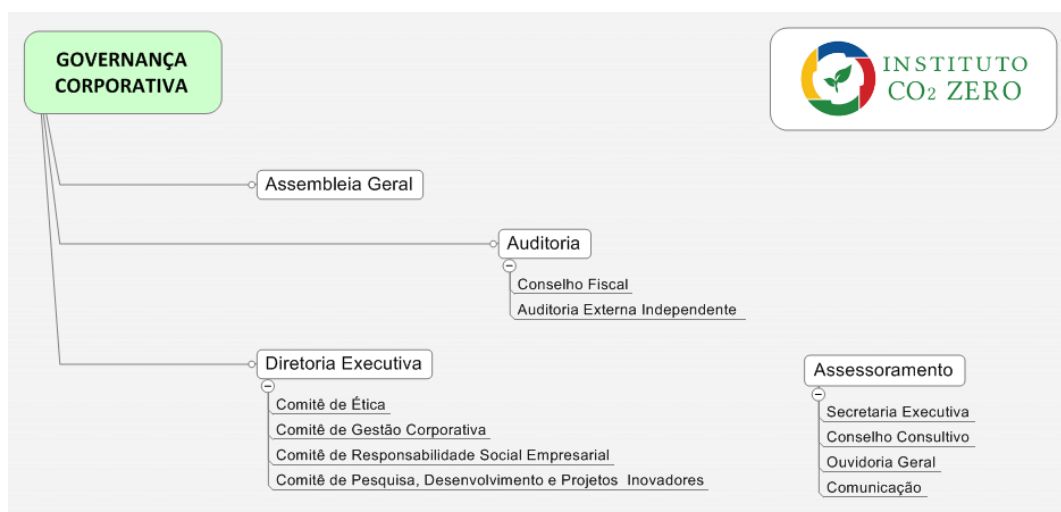 GOVERNANÇA
CORPORATIVA
INSTITUTO
CO2 ZERO
Assembleia Geral
Auditoria
Conselho Fiscal
Auditoria Externa Independente
Diretoria Executiva
Comitê de Ética
Comitê de Gestão Corporativa
Comitê de Responsabilidade Social Empresarial
Comitê de Pesquisa, Desenvolvimento e Projetos Inovadores
Assessoramento
Secretaria Executiva
Conselho Consultivo
Ouvidoria Geral
Comunicação